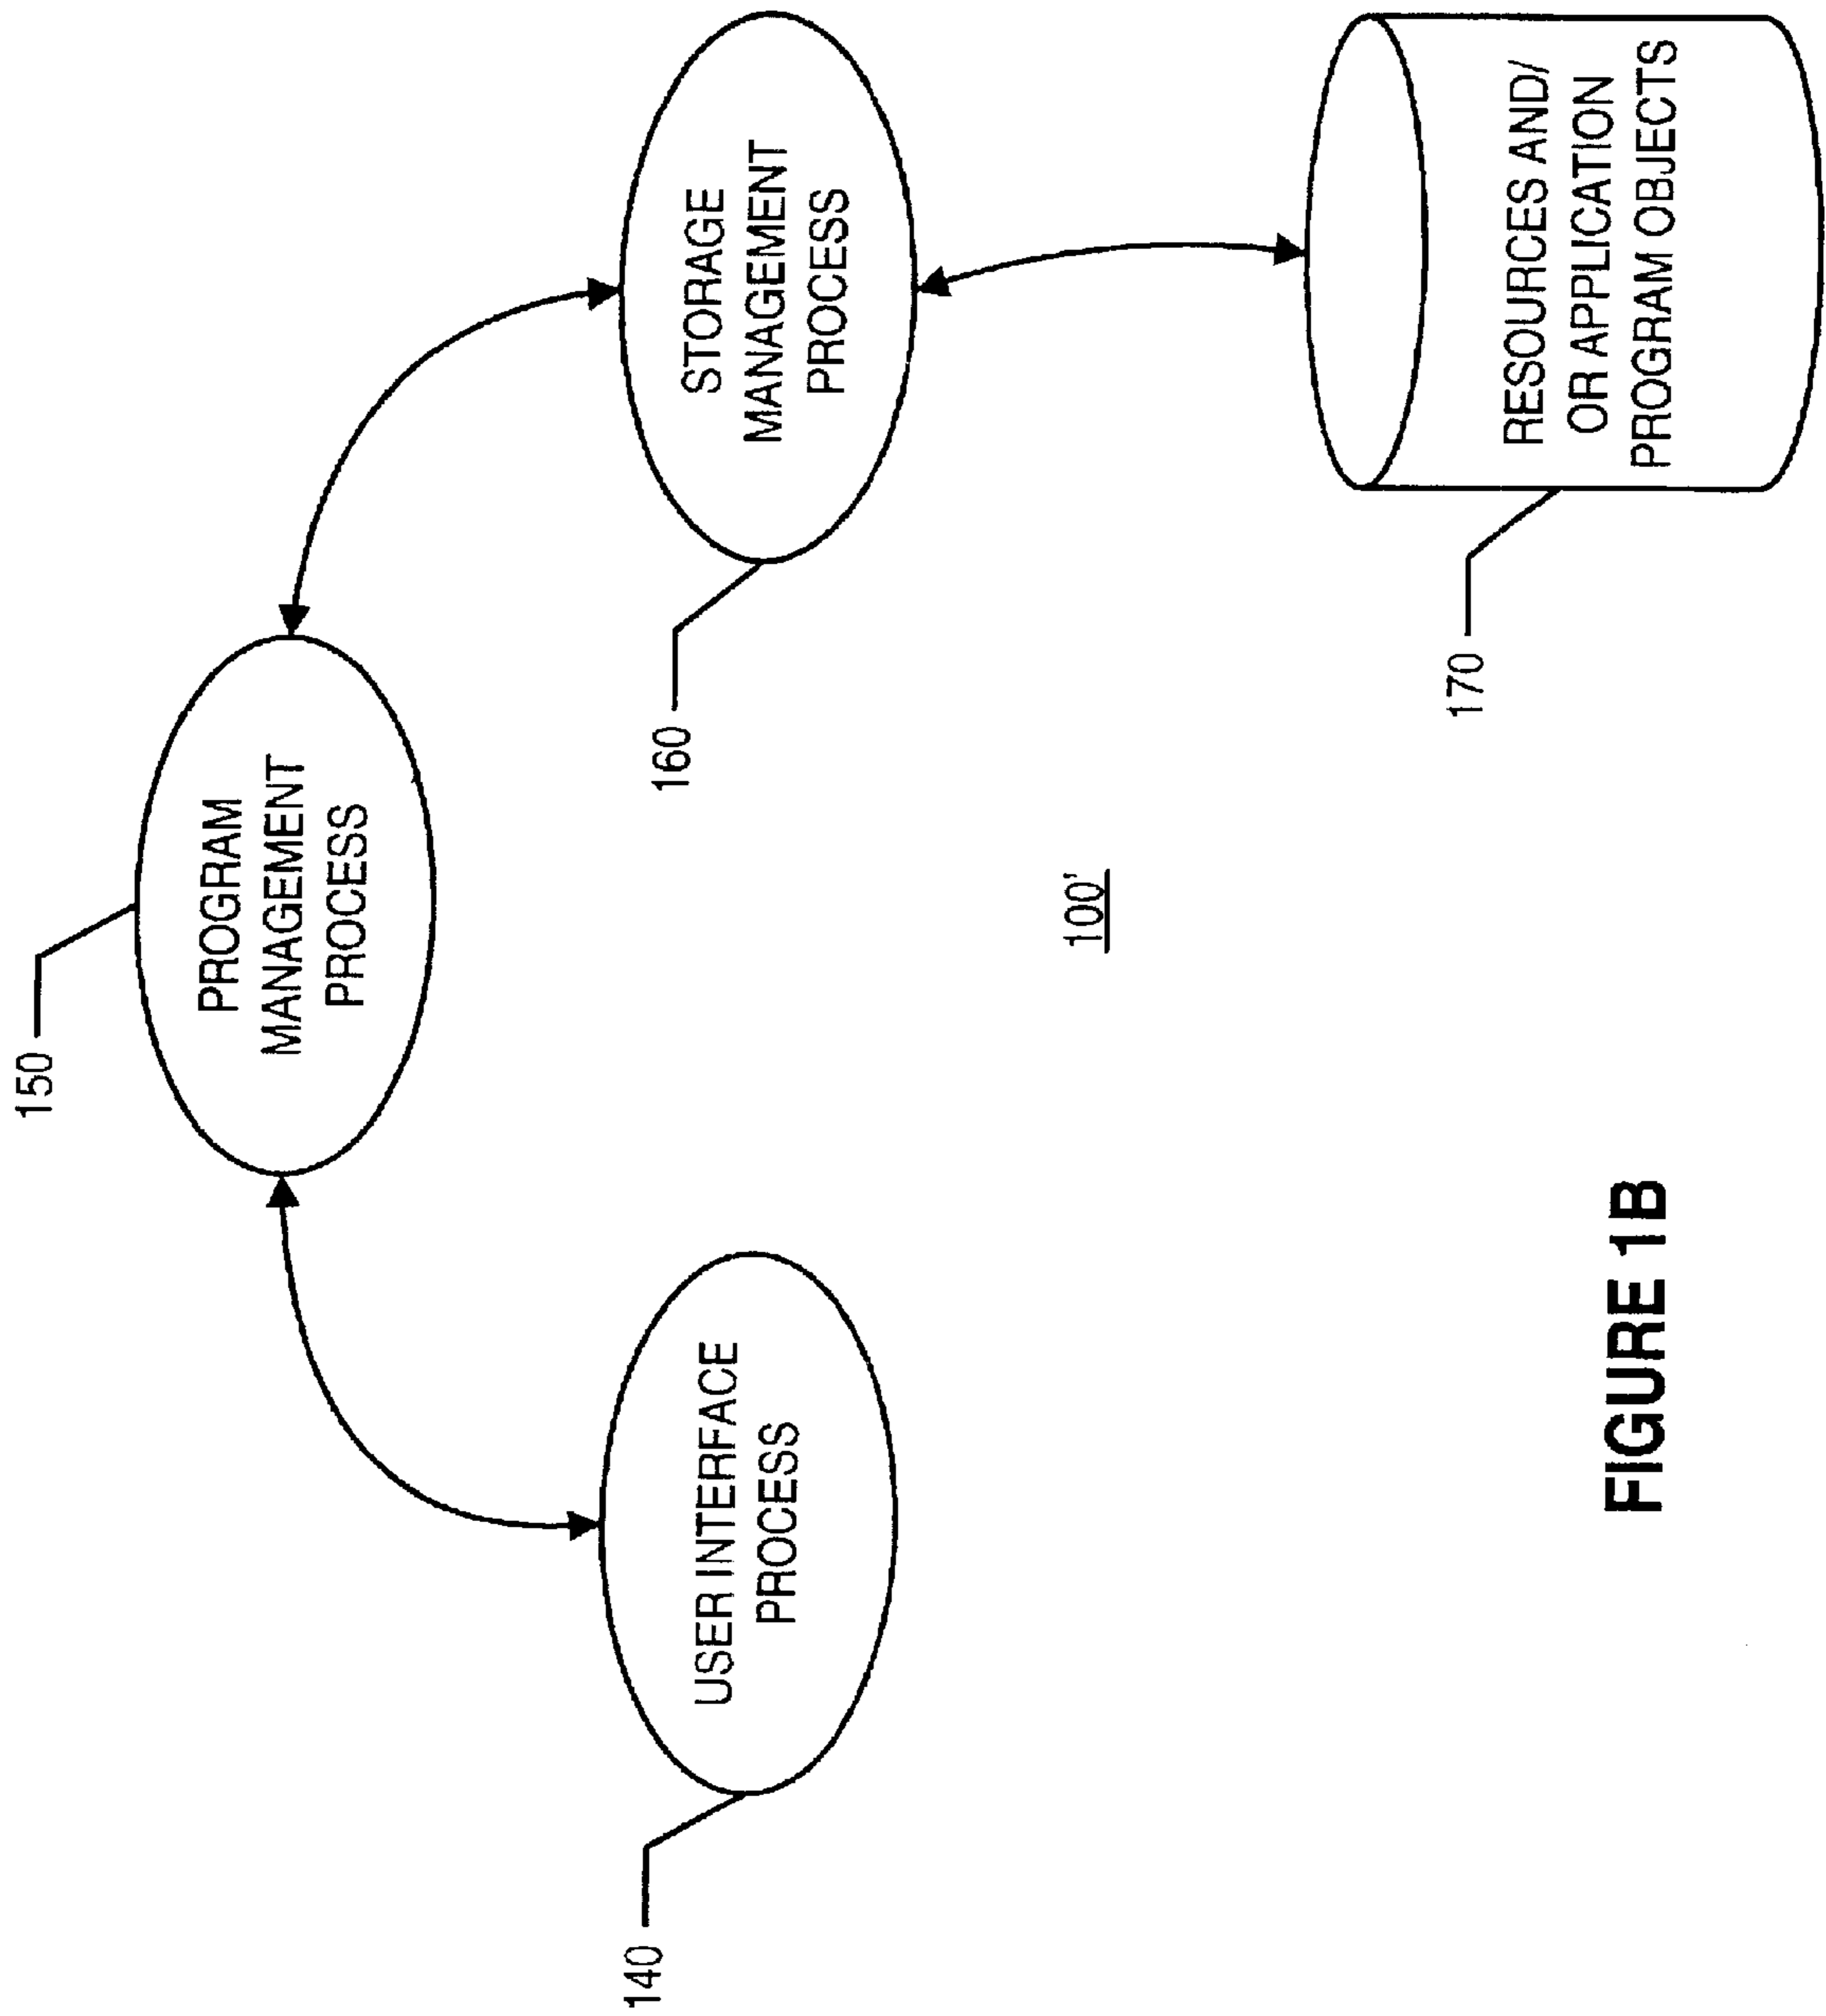 150
PROGRAM
MANAGEMENT
PROCESS
140
USER INTERFACE
PROCESS
160
STORAGE
MANAGEMENT
PROCESS
100'
170
RESOURCES AND/
OR APPLICATION
PROGRAM OBJECTS
FIGURE 1B